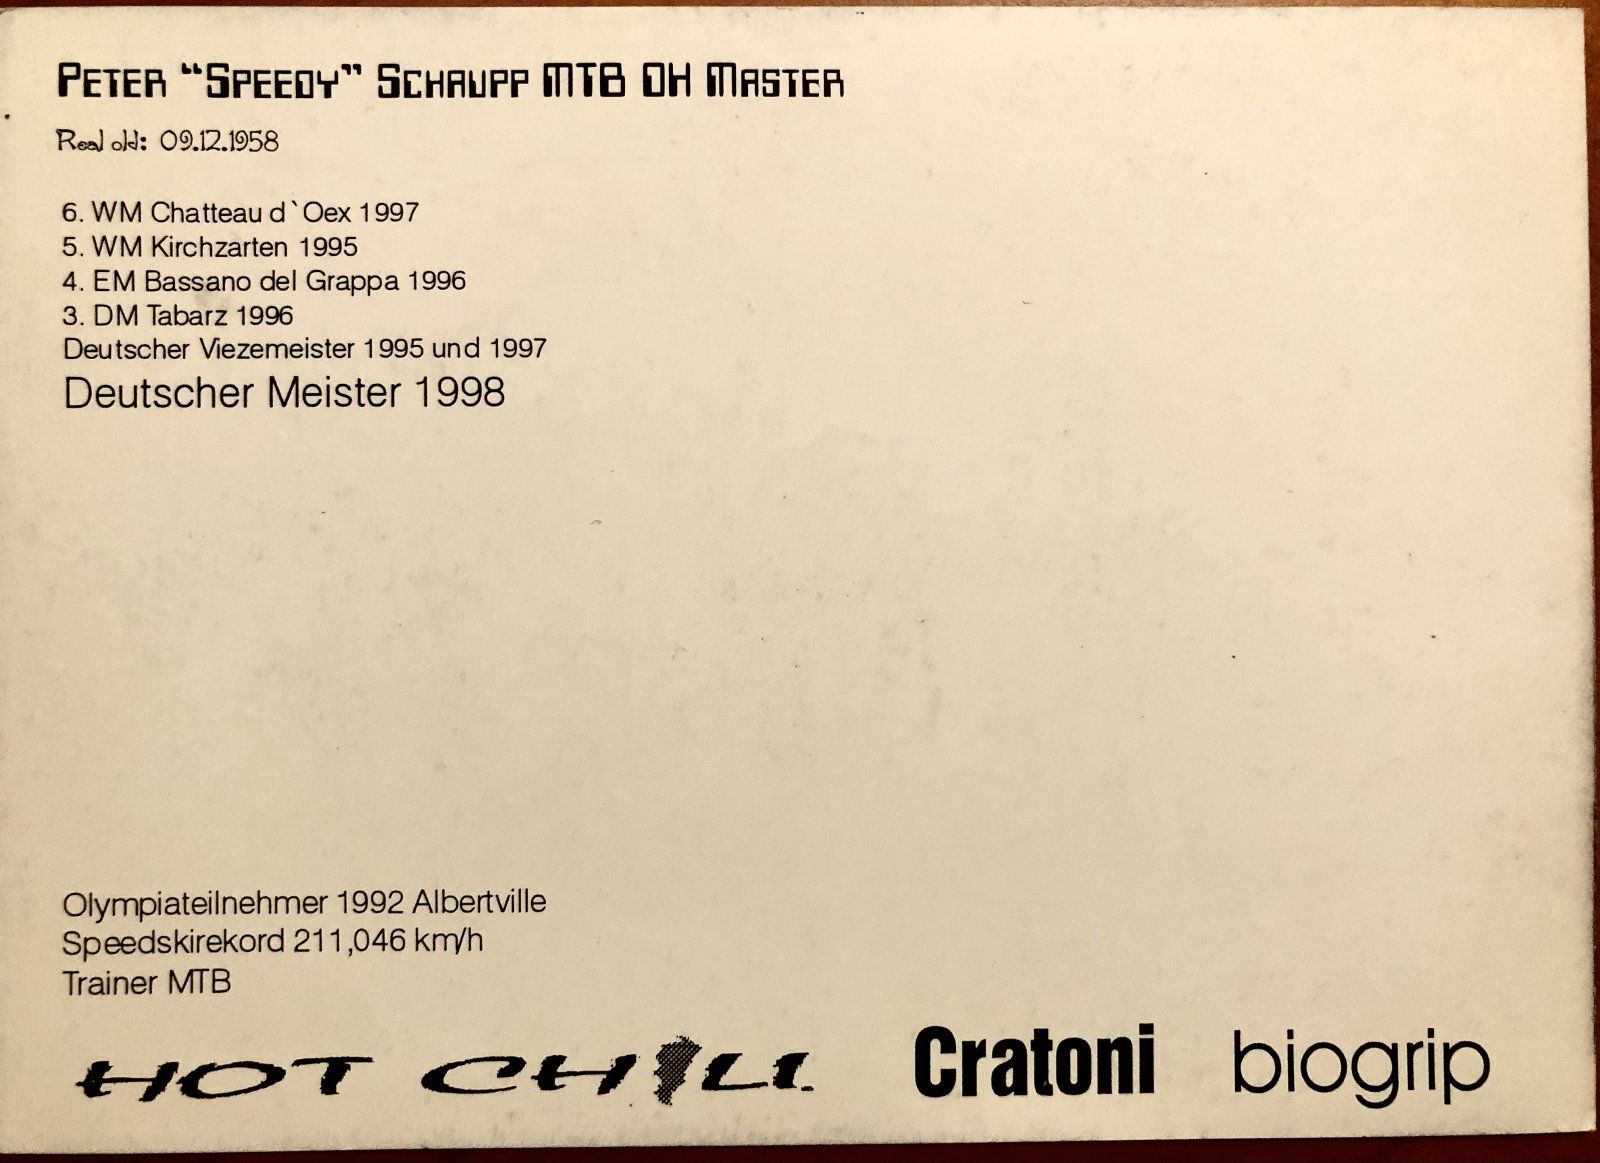 Peter “Speedy” Schaupp MTB DH Master
Real old: 09.12.1958
6. WM Chatteau d`Oex 1997
5. WM Kirchzarten 1995
4. EM Bassano del Grappa 1996
3. DM Tabarz 1996
Deutscher Viezemeister 1995 und 1997
Deutscher Meister 1998
Olympiateilnehmer 1992 Albertville
Speedskirekord 211,046 km/h
Trainer MTB
HOT CHILI Cratoni biogrip